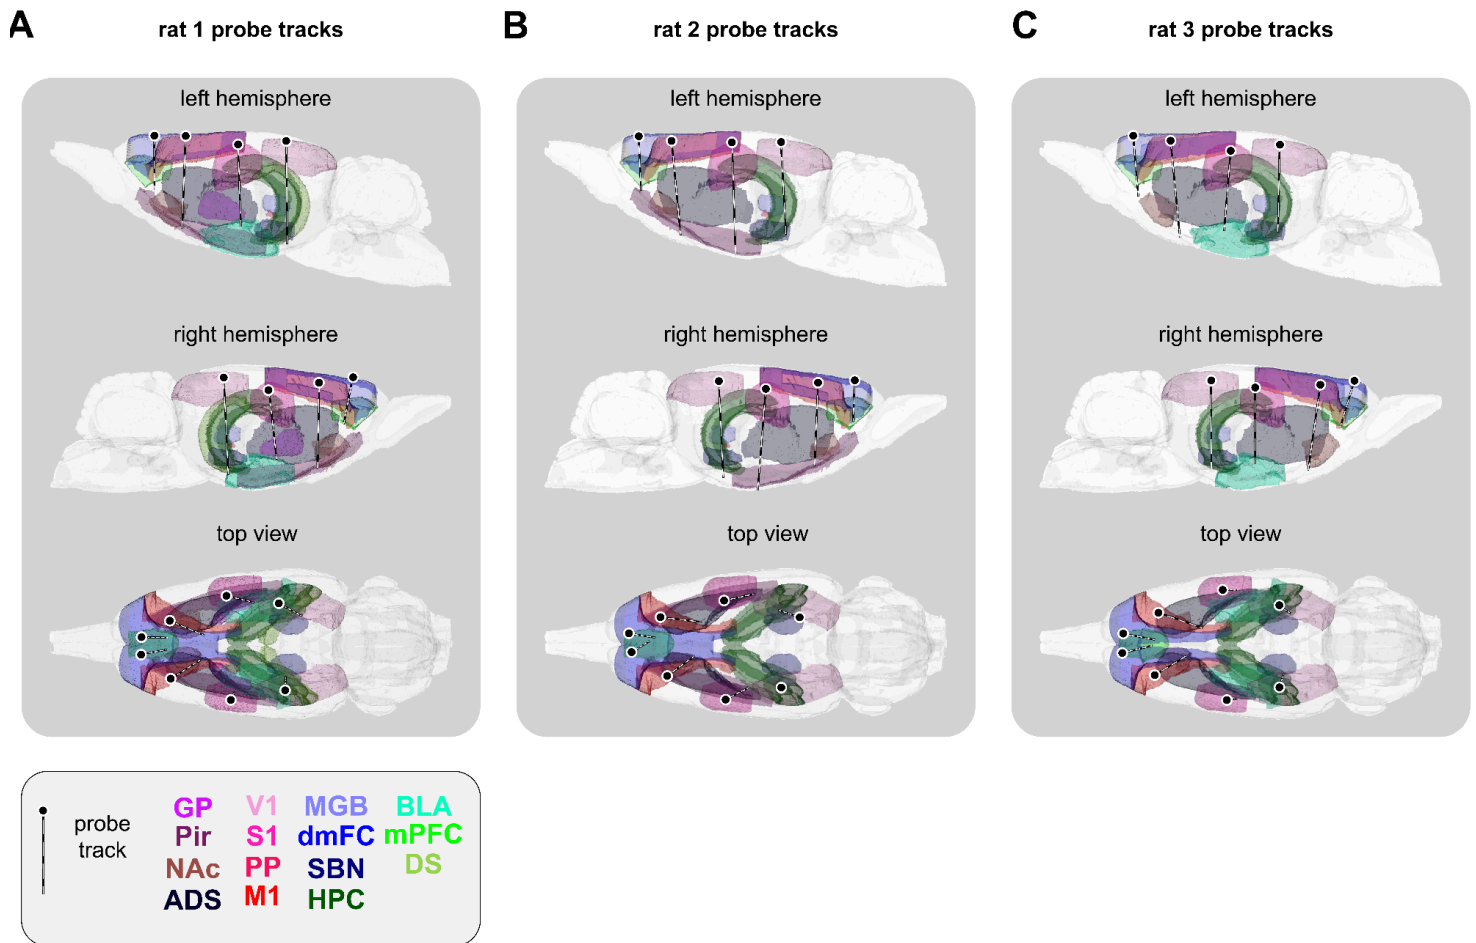 A rat 1 probe tracks
left hemisphere
right hemisphere
top view
B rat 2 probe tracks
left hemisphere
right hemisphere
top view
C rat 3 probe tracks
left hemisphere
right hemisphere
top view
probe
track
GP V1 MGB BLA
Pir S1 dmFC mPFC
NAc PP SBN DS
ADS M1 HPC